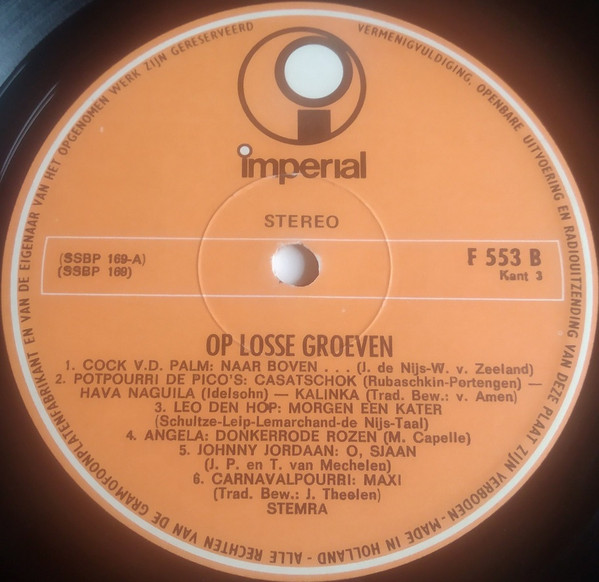 VERMENIGVULDIGING, OPENBARE UITVOERING EN RADIOUITZENDING VAN DEZE PLAAT ZIJN VERBODEN - MADE IN HOLLAND - ALLE RECHTEN VAN DE GRAMOFOONPLATENFABRIKANT EN VAN DE EIGENAAR VAN HET OPGENOMEN WERK ZIJN GERESERVEERD
imperial
STEREO
(SSBP 169-A)
(SSBP 169)
F 553 B
Kant 3
OP LOSSE GROEVEN
1. COCK V.D. PALM: NAAR BOVEN . . . (J. de Nijs-W. v. Zeeland)
2. POTPOURRI DE PICO'S: CASATSCHOK (Rubaschkin-Portengen) —
HAVA NAGUILA (Idelsohn) — KALINKA (Trad. Bew.: v. Amen)
3. LEO DEN HOP: MORGEN EEN KATER
(Schultze-Leip-Lemarchand-de Nijs-Taal)
4. ANGELA: DONKERRODE ROZEN (M. Capelle)
5. JOHNNY JORDAAN: O, SJAAN
(J. P. en T. van Mechelen)
6. CARNAVALPOURRI: MAXI
(Trad. Bew.: J. Theelen)
STEMRA